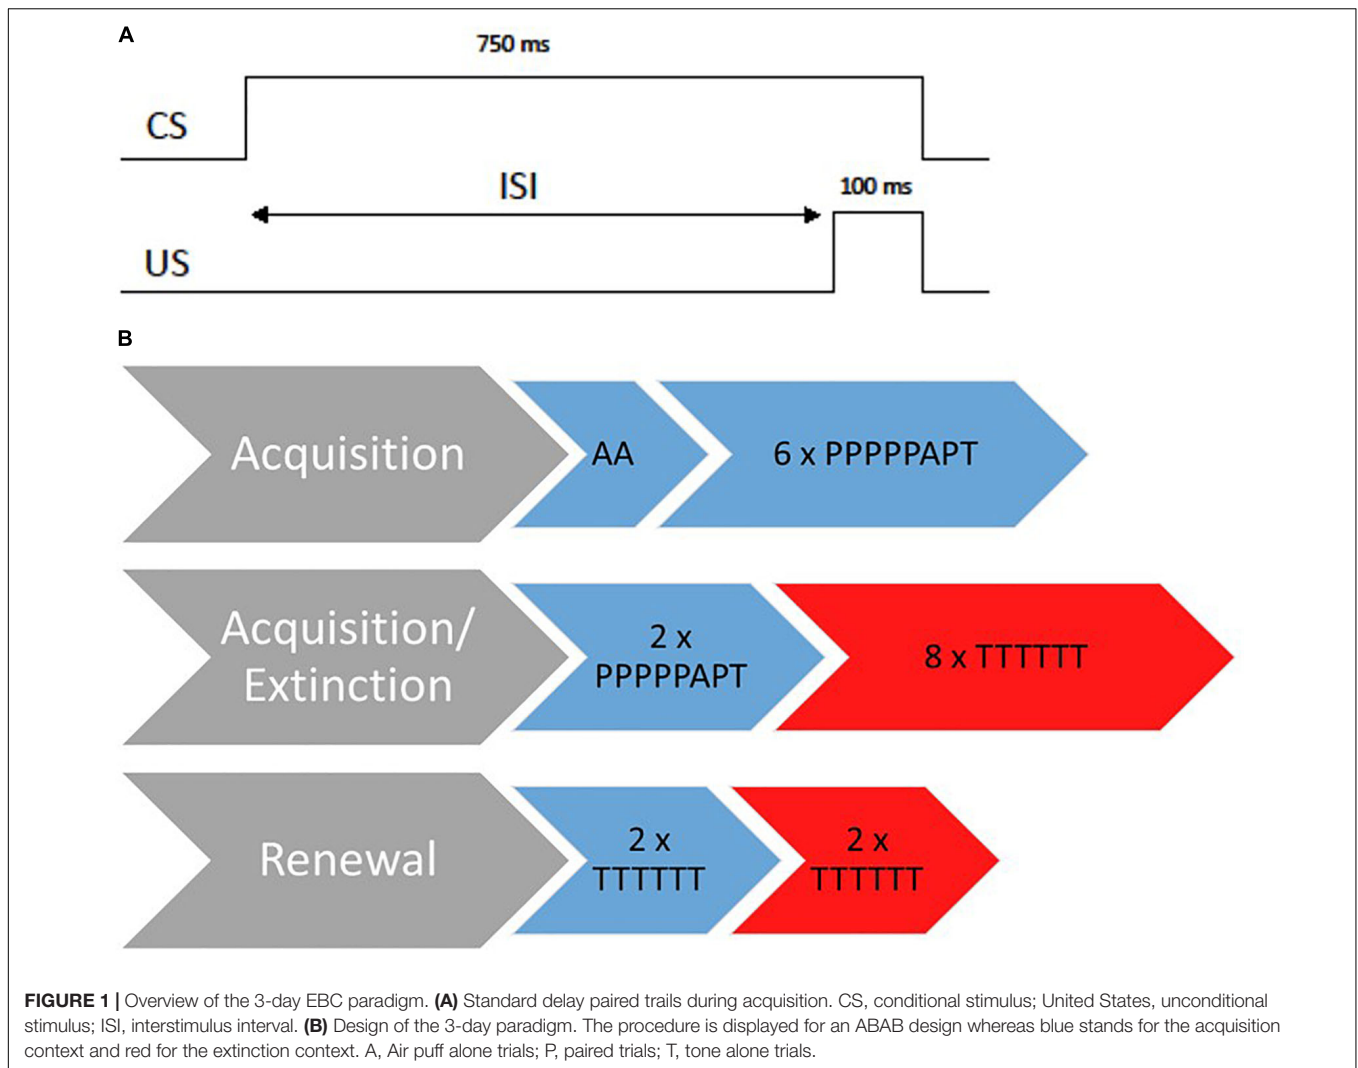 A
750 ms
CS
ISI
100 ms
US
B
Acquisition
AA
6 x PPPPPAPT
Acquisition/
Extinction
2 x
PPPPPAPT
8 x TTTTTT
Renewal
2 x
TTTTTT
2 x
TTTTTT
FIGURE 1 | Overview of the 3-day EBC paradigm. (A) Standard delay paired trails during acquisition. CS, conditional stimulus; United States, unconditional
stimulus; ISI, interstimulus interval. (B) Design of the 3-day paradigm. The procedure is displayed for an ABAB design whereas blue stands for the acquisition
context and red for the extinction context. A, Air puff alone trials; P, paired trials; T, tone alone trials.